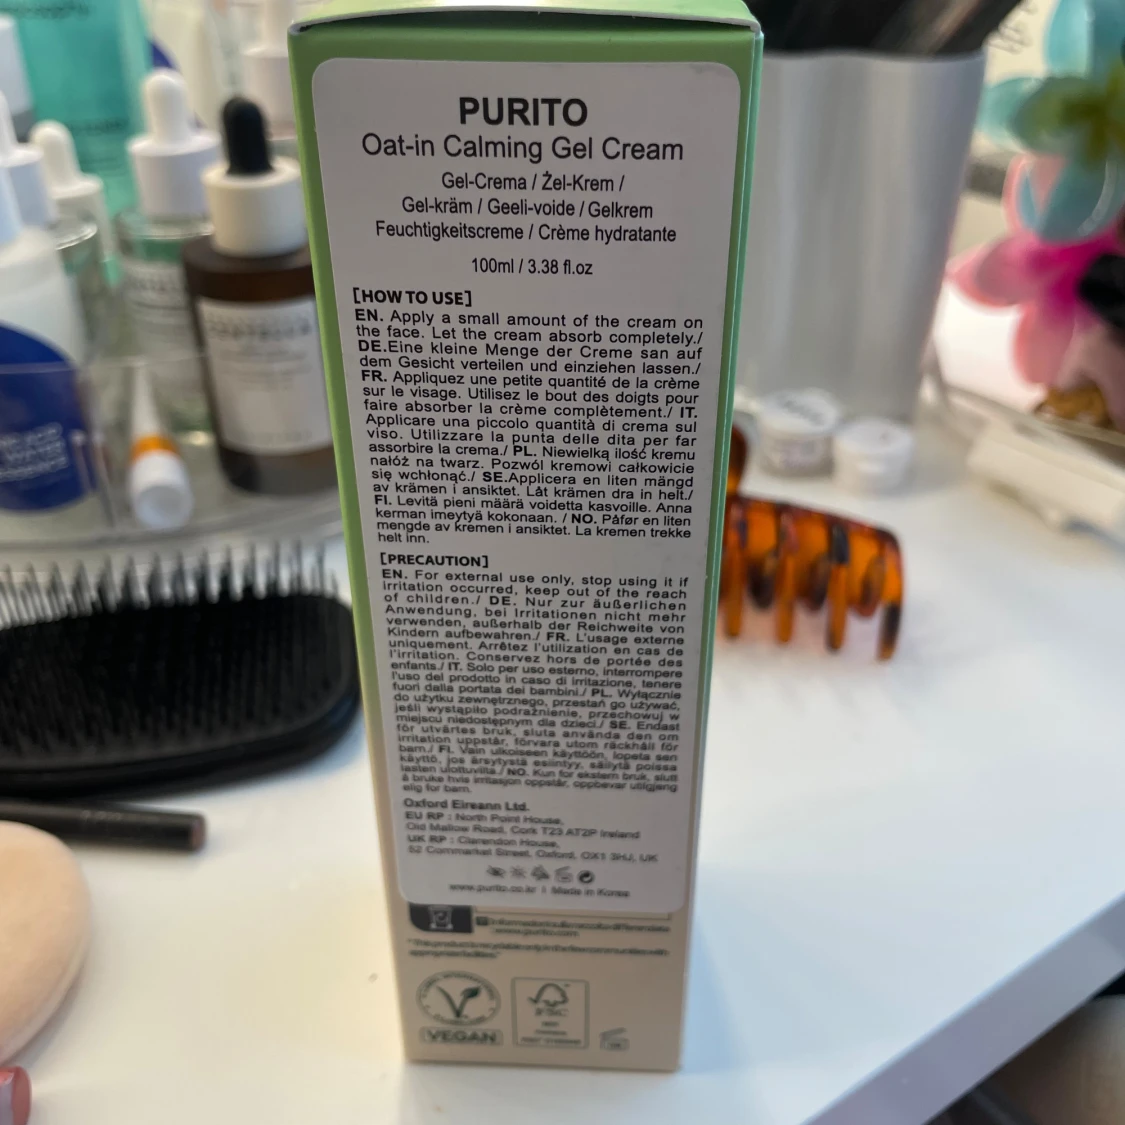 PURITO
Oat-in Calming Gel Cream
Gel-Crema / Żel-Krem /
Gel-kräm / Geeli-voide / Gelkrem
Feuchtigkeitscreme / Crème hydratante
100ml / 3.38 fl.oz
[HOW TO USE]
EN. Apply a small amount of the cream on
the face. Let the cream absorb completely./
DE.Eine kleine Menge der Creme san auf
dem Gesicht verteilen und einziehen lassen./
FR. Appliquez une petite quantité de la crème
sur le visage. Utilisez le bout des doigts pour
faire absorber la crème complètement./ IT.
Applicare una piccolo quantità di crema sul
viso. Utilizzare la punta delle dita per far
assorbire la crema./ PL. Niewielką ilość kremu
nałóż na twarz. Pozwól kremowi całkowicie
się wchłonąć./ SE.Applicera en liten mängd
av krämen i ansiktet. Låt krämen dra in helt./
FI. Levitä pieni määrä voidetta kasvoille. Anna
kerman imeytyä kokonaan. / NO. Påfør en liten
mengde av kremen i ansiktet. La kremen trekke
helt inn.
[PRECAUTION]
EN. For external use only, stop using it if
irritation occurred, keep out of the reach
of children./ DE. Nur zur äußerlichen
Anwendung, bei Irritationen nicht mehr
verwenden, außerhalb der Reichweite von
Kindern aufbewahren./ FR. L'usage externe
uniquement. Arrêtez l'utilization en cas de
l'irritation. Conservez hors de portée des
enfants./ IT. Solo per uso esterno, interrompere
l'uso del prodotto in caso di irritazione, tenere
fuori dalla portata dei bambini./ PL. Wyłącznie
do użytku zewnętrznego, przestań go używać,
jeśli wystąpiło podrażnienie, przechowuj w
miejscu niedostępnym dla dzieci./ SE. Endast
för utvärtes bruk, sluta använda den om
irritation uppstår, förvara utom räckhåll för
barn./ FI. Vain ulkoiseen käyttöön, lopeta sen
käyttö, jos ärsytystä esiintyy, säilytä poissa
lasten ulottuvilta./ NO. Kun for ekstern bruk, slutt
å bruke hvis irritasjon oppstår, oppbevar utilgjeng
elig for barn.
Oxford Eireann Ltd.
EU RP : North Point House,
Old Mallow Road, Cork T23 AT2P Ireland
UK RP : Clarendon House,
52 Cornmarket Street, Oxford, OX1 3HJ, UK
www.purito.co.kr | Made in Korea
www.purito.com
VEGAN
FSC